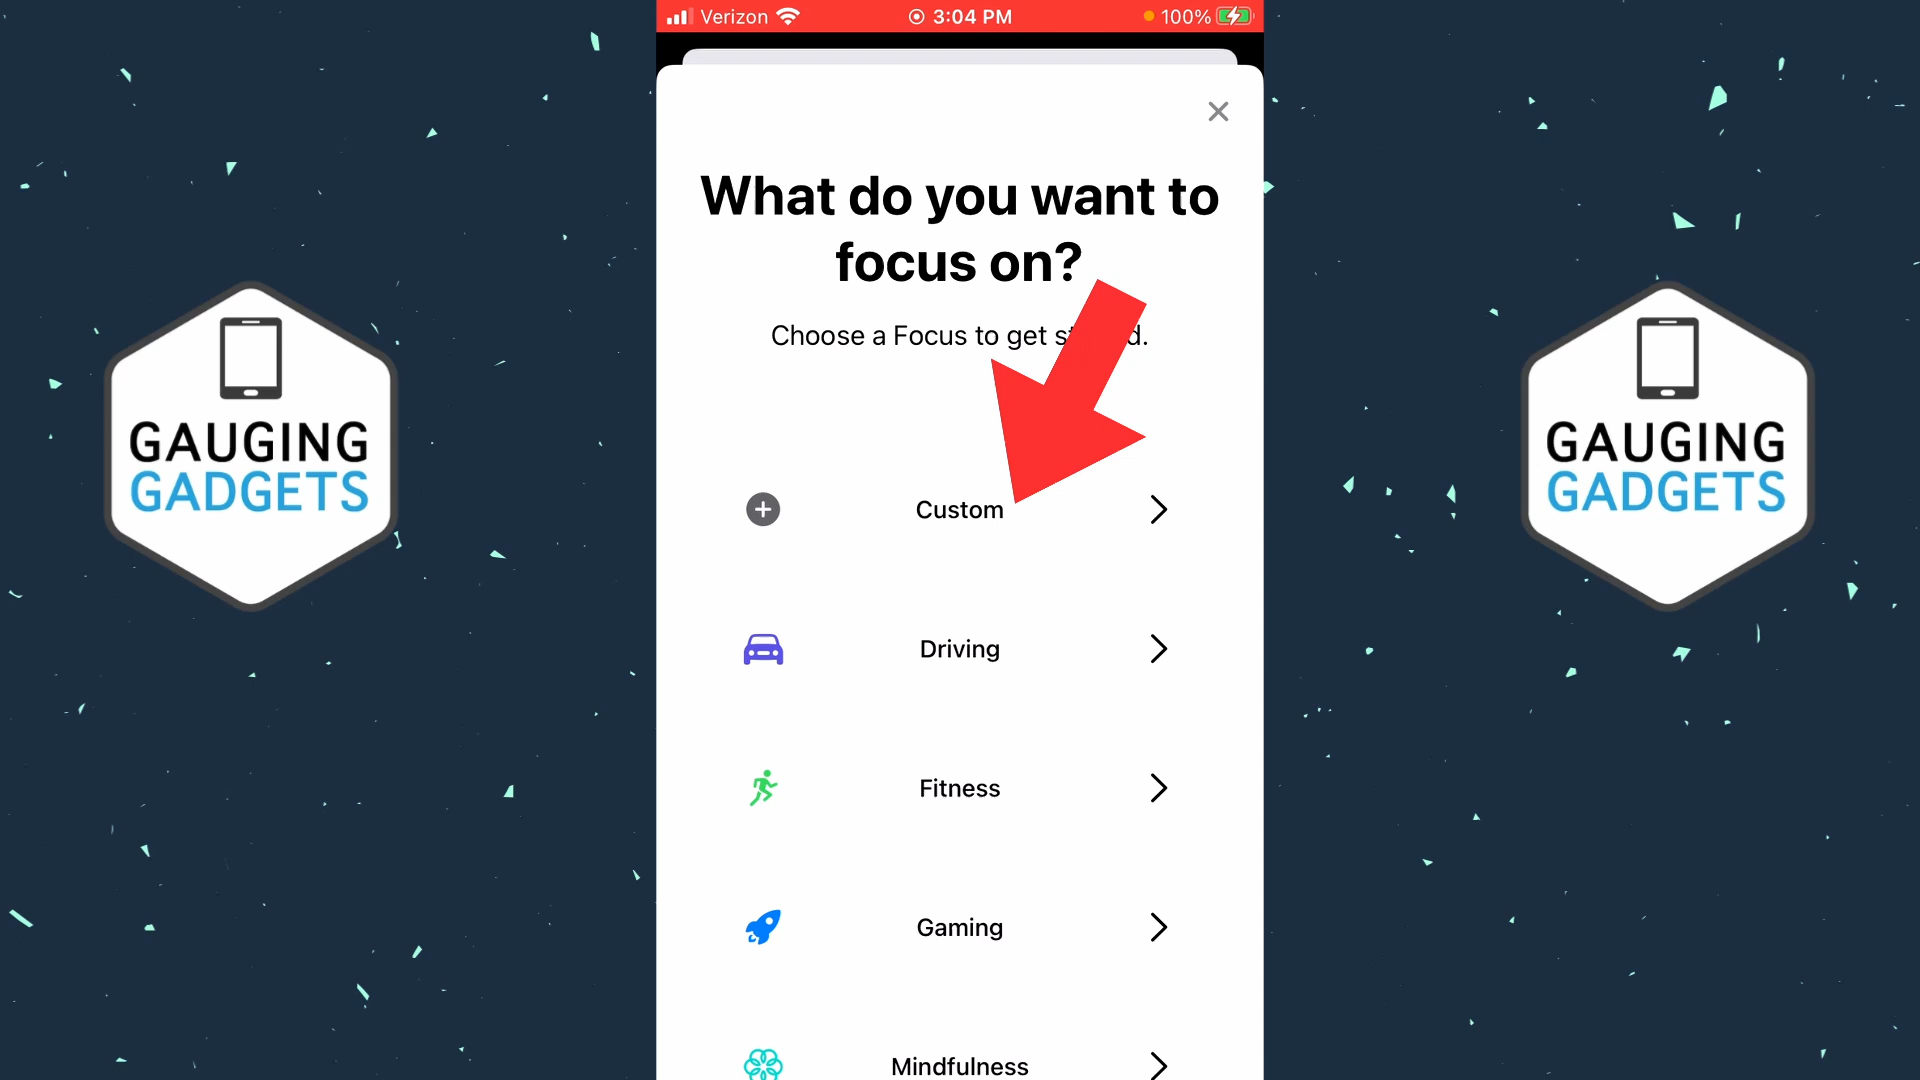 Verizon 3:04 PM 100%
What do you want to
focus on?
Choose a Focus to get
Custom
Driving
Fitness
Gaming
Mindfulness
GAUGING
GADGETS
GAUGING
GADGETS